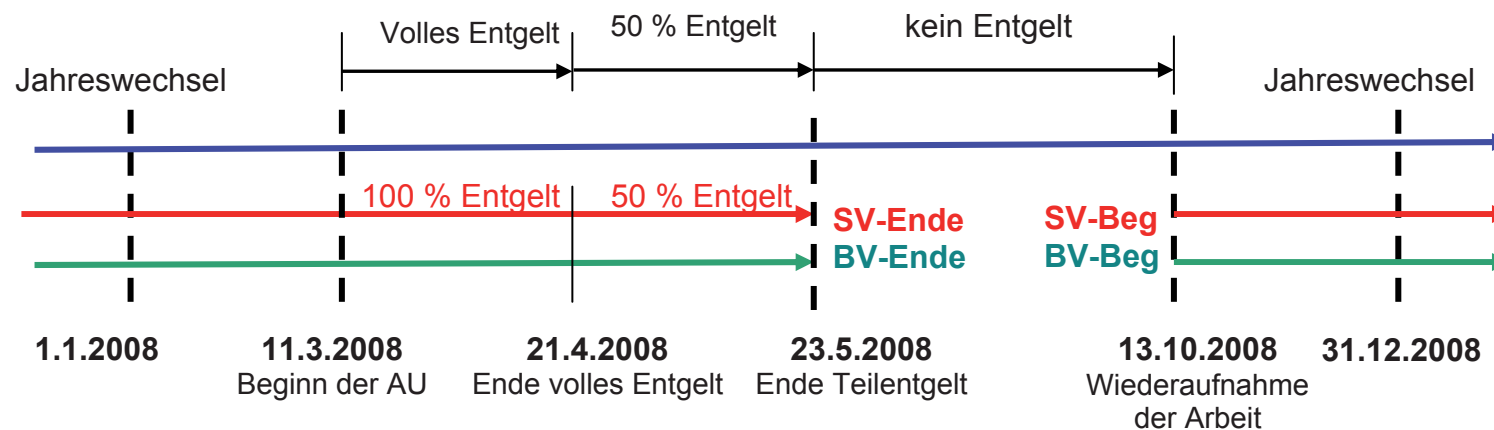 Volles Entgelt
50 % Entgelt
kein Entgelt
Jahreswechsel
Jahreswechsel
100 % Entgelt
50 % Entgelt
SV-Ende
SV-Beg
BV-Ende
BV-Beg
1.1.2008
11.3.2008
Beginn der AU
21.4.2008
Ende volles Entgelt
23.5.2008
Ende Teilentgelt
13.10.2008
Wiederaufnahme
der Arbeit
31.12.2008